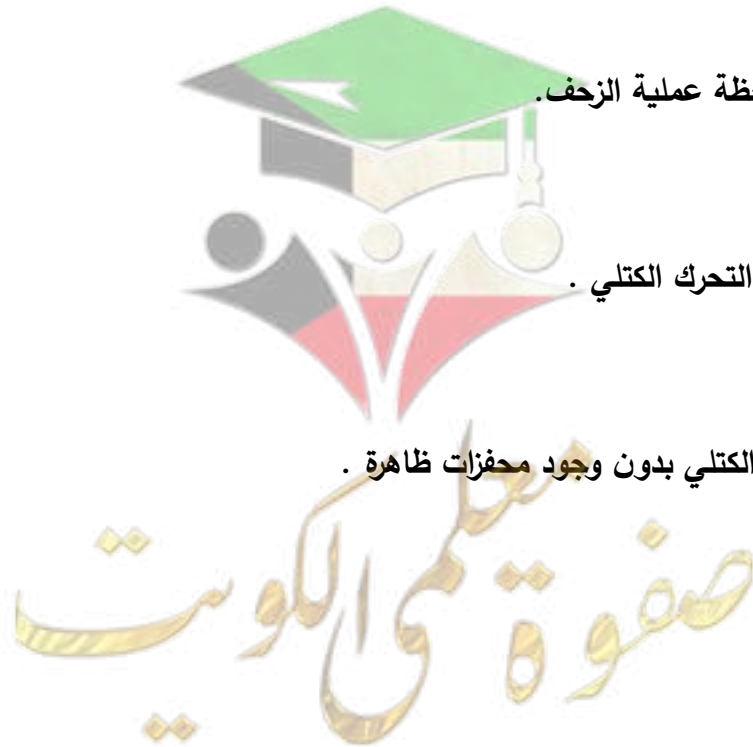 ظة عملية الزحف.
التحرك الكتلي .
الكتلي بدون وجود محفزات ظاهرة .
صفوة معلمي الكويت